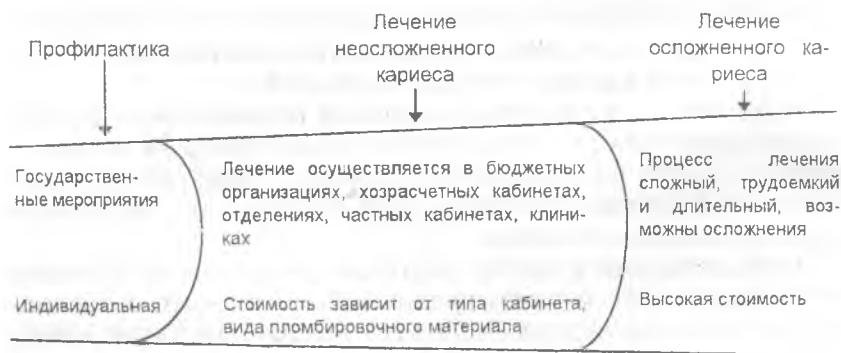 Профилактика
Лечение
неосложненного
кариеса
Лечение
осложненного ка-
риеса
Государствен-
ные мероприятия
Индивидуальная
Лечение осуществляется в бюджетных
организациях, хозрасчетных кабинетах,
отделениях, частных кабинетах, клини-
ках
Стоимость зависит от типа кабинета,
вида пломбировочного материала
Процесс лечения
сложный, трудоемкий
и длительный, воз-
можны осложнения
Высокая стоимость